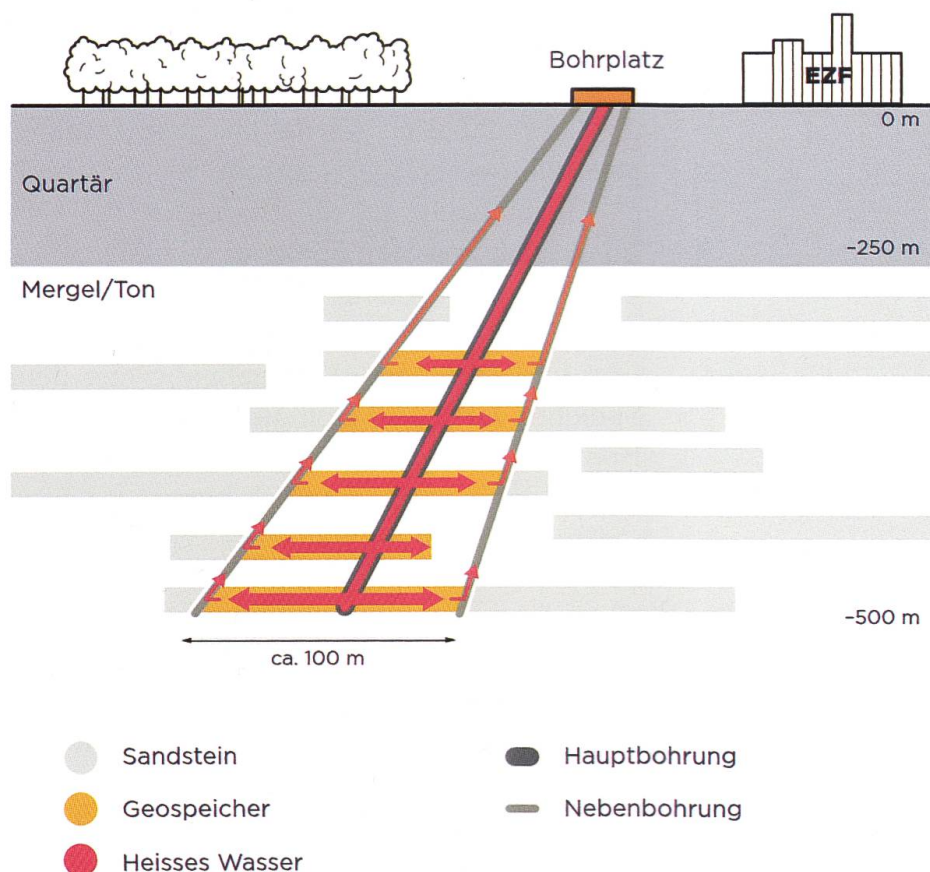 Bohrplatz
EZF
0 m
Quartär
-250 m
Mergel/Ton
-500 m
ca. 100 m
Sandstein
Hauptbohrung
Geospeicher
Nebenbohrung
Heisses Wasser